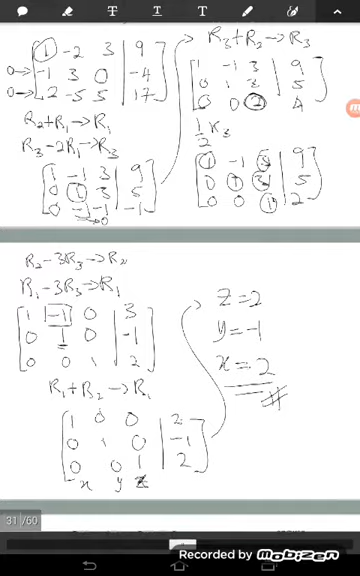 1 -2 3 | 9
0→ -1 3 0 | -4
0→ 2 -5 5 | 17
R₂+R₁→R₁
R₃-2R₁→R₃
1 -1 3 | 9
0 1 3 | 5
0 -1 -1 | -1
→0
R₃+R₂→R₃
1 -1 3 | 9
0 1 3 | 5
0 0 2 | 4
½R₃
1 -1 3 | 9
0 1 3 | 5
0 0 1 | 2
R₂-3R₃→R₂
R₁-3R₃→R₁
1 -1 0 | 3
0 1 0 | -1
0 0 1 | 2
R₁+R₂→R₁
1 0 0 | 2
0 1 0 | -1
0 0 1 | 2
x y z
z=2
y=-1
x=2
#
31 /60
Recorded by mobizen